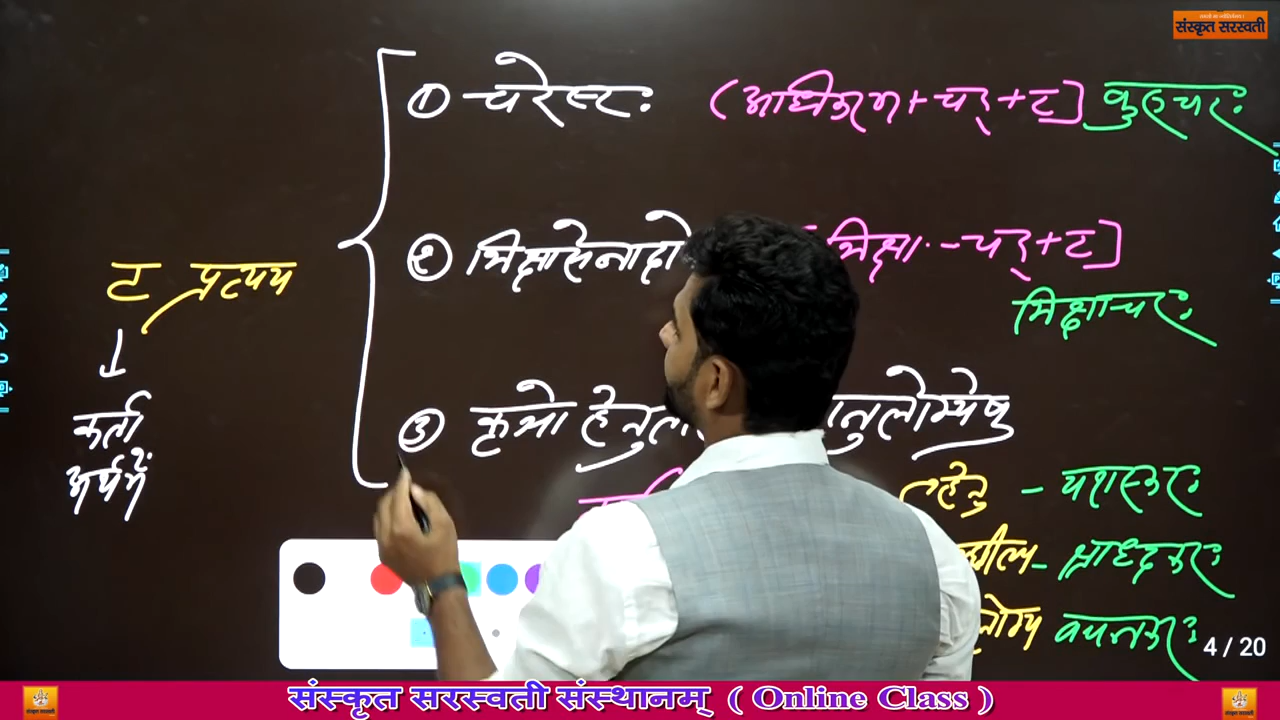 संस्कृत सरस्वती
① चरेष्टः (अधिकरण + चर् + ट] कुरुचरः
② भिक्षासेनादा भिक्षा - चर् + ट]
भिक्षाचरः
ट प्रत्यय
↓
कर्ता
अर्थ में
③ कृञो हेतु नुलोम्येषु
हेतु - यशस्करः
श्राद्धकरः
लोम्य वचनकरः
4 / 20
संस्कृत सरस्वती संस्थानम् ( Online Class )